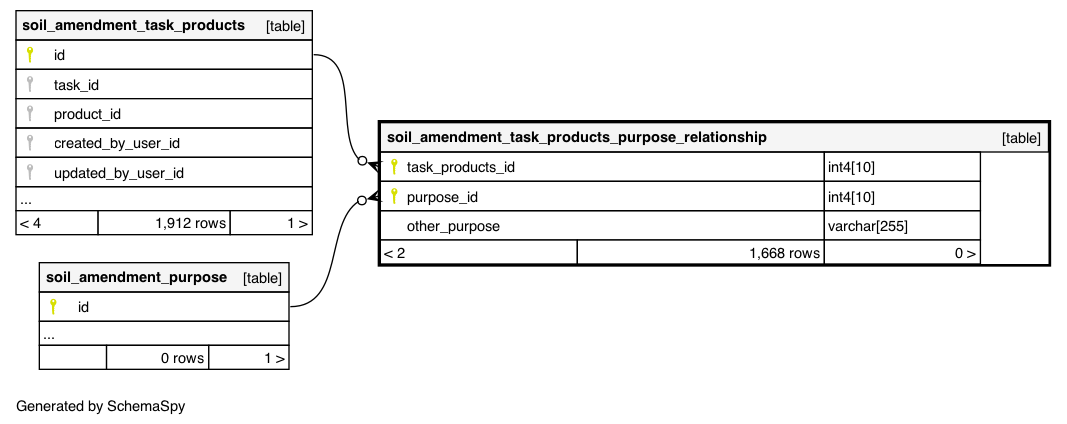 soil_amendment_task_products [table]
id
task_id
product_id
created_by_user_id
updated_by_user_id
...
< 4 1,912 rows 1 >
soil_amendment_purpose [table]
id
...
0 rows 1 >
soil_amendment_task_products_purpose_relationship [table]
task_products_id int4[10]
purpose_id int4[10]
other_purpose varchar[255]
< 2 1,668 rows 0 >
Generated by SchemaSpy